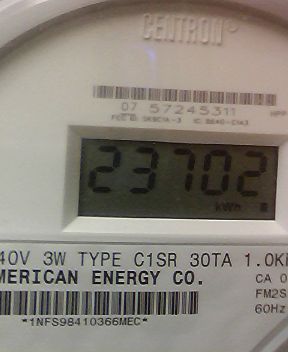 CENTRON®
07 57245311
23702
kWh
40V 3W TYPE C1SR 30TA 1.0K
MERICAN ENERGY CO.
CA 0
FM2S
60Hz
*1NFS98410366MEC*